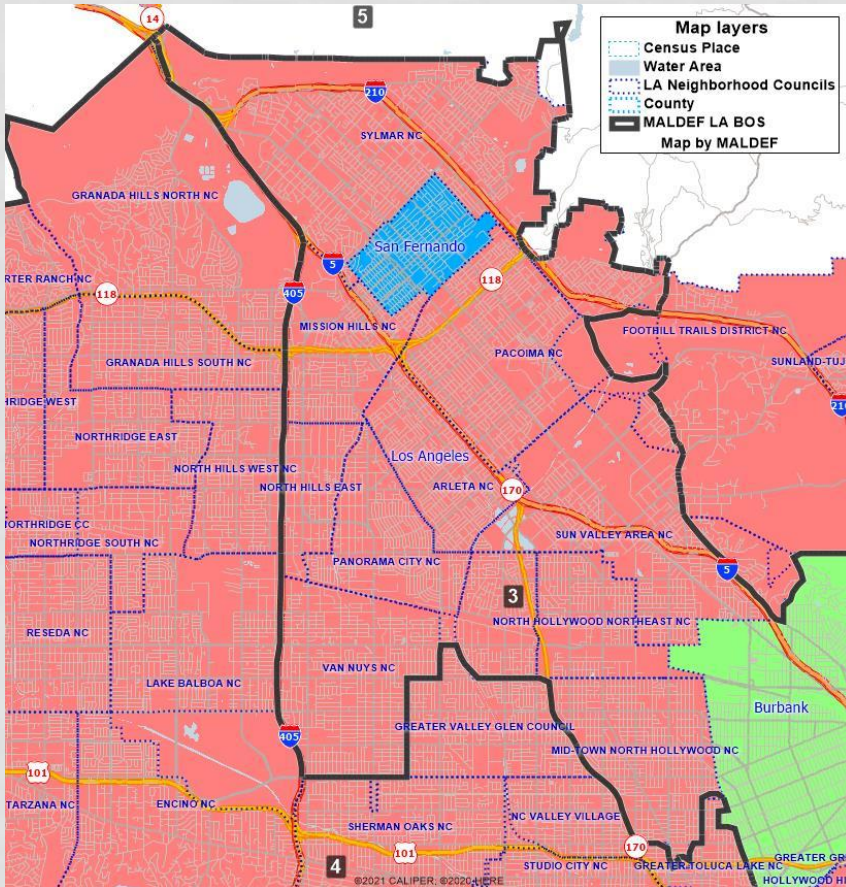 14
5
Map layers
Census Place
Water Area
LA Neighborhood Councils
County
MALDEF LA BOS
Map by MALDEF
210
SYLMAR NC
GRANADA HILLS NORTH NC
San Fernando
5
RTER RANCH NC
118
405
118
MISSION HILLS NC
FOOTHILL TRAILS DISTRICT NC
GRANADA HILLS SOUTH NC
PACOIMA NC
SUNLAND-TUJ
HRIDGE WEST
210
NORTHRIDGE EAST
Los Angeles
NORTH HILLS WEST NC
NORTH HILLS EAST
ARLETA NC
170
NORTHRIDGE CC
NORTHRIDGE SOUTH NC
SUN VALLEY AREA NC
PANORAMA CITY NC
5
3
NORTH HOLLYWOOD NORTHEAST NC
RESEDA NC
VAN NUYS NC
LAKE BALBOA NC
Burbank
GREATER VALLEY GLEN COUNCIL
405
MID-TOWN NORTH HOLLYWOOD NC
101
TARZANA NC
ENCINO NC
NC VALLEY VILLAGE
SHERMAN OAKS NC
170
101
4
STUDIO CITY NC
GREATER TOLUCA LAKE NC
GREATER GR
HOLLYWOOD H
©2021 CALIPER; ©2020 HERE